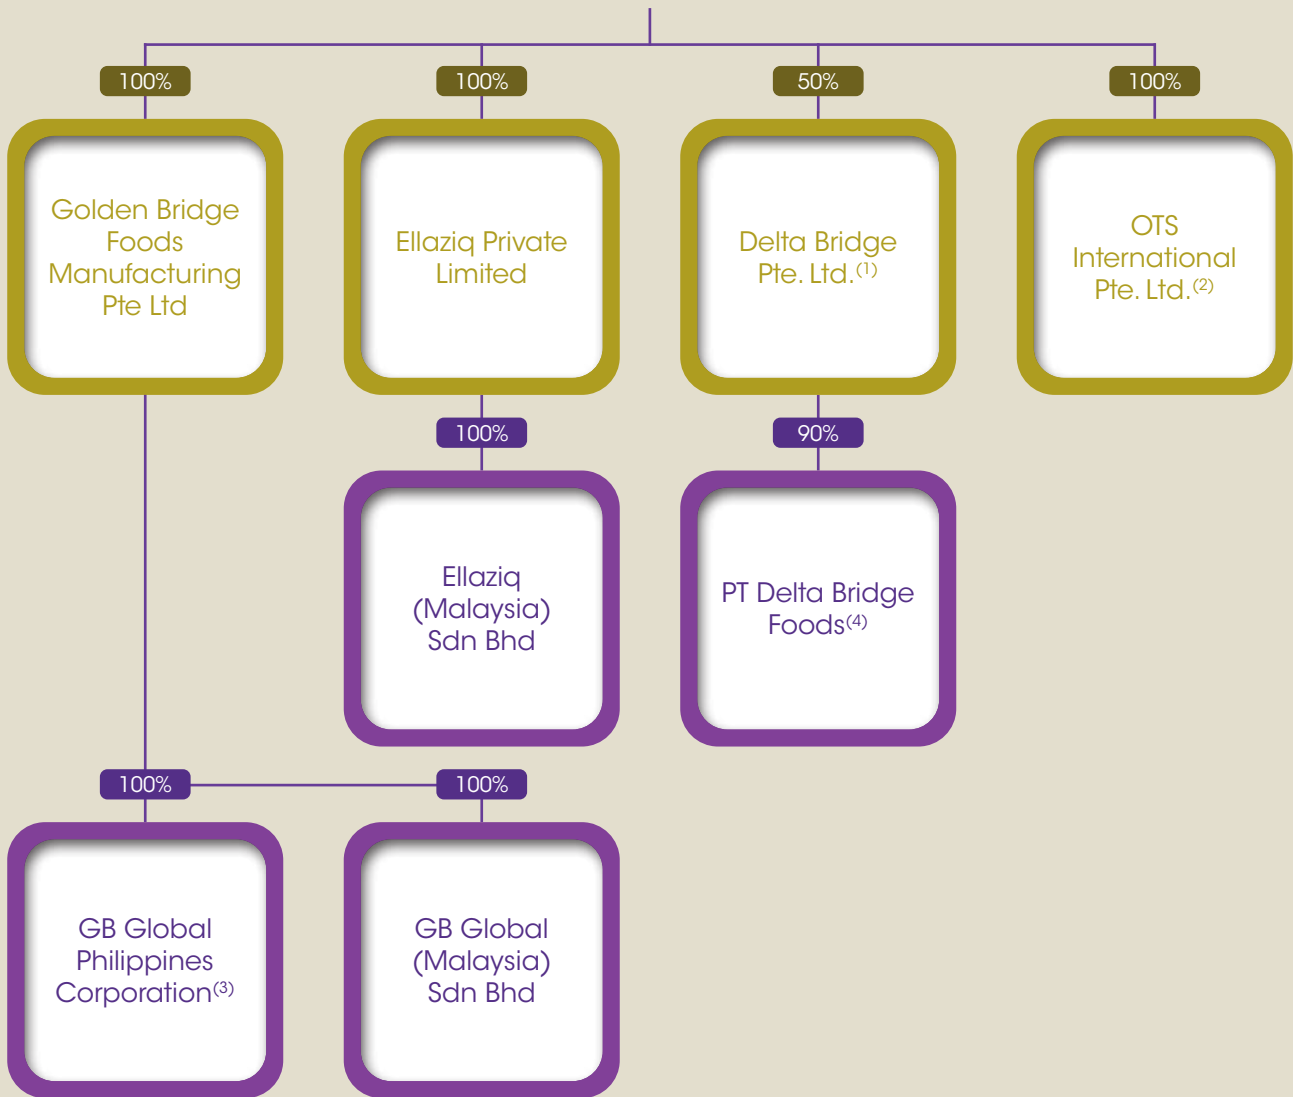 100%
100%
50%
100%
Golden Bridge
Foods
Manufacturing
Pte Ltd
Ellaziq Private
Limited
Delta Bridge
Pte. Ltd.(1)
OTS
International
Pte. Ltd.(2)
100%
90%
Ellaziq
(Malaysia)
Sdn Bhd
PT Delta Bridge
Foods(4)
100%
100%
GB Global
Philippines
Corporation(3)
GB Global
(Malaysia)
Sdn Bhd